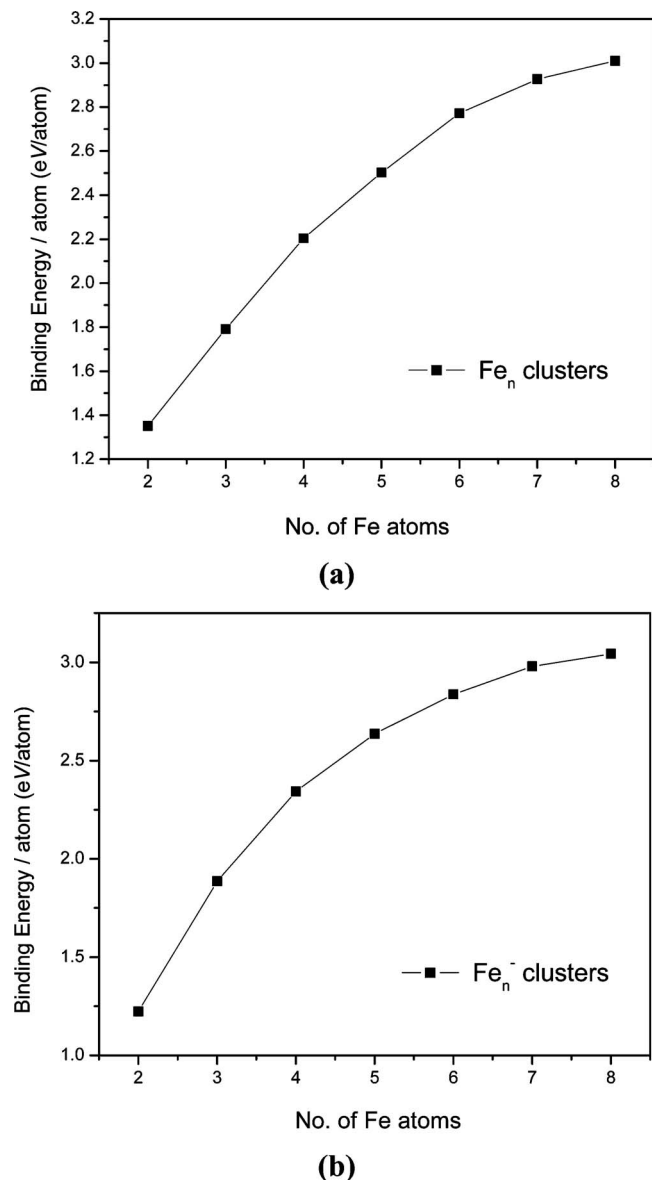 3.2
3.0
2.8
2.6
2.4
2.2
2.0
1.8
1.6
1.4
1.2
Binding Energy / atom (eV/atom)
Feₙ clusters
2 3 4 5 6 7 8
No. of Fe atoms
(a)
3.0
2.5
2.0
1.5
1.0
Binding Energy / atom (eV/atom)
Feₙ⁻ clusters
2 3 4 5 6 7 8
No. of Fe atoms
(b)